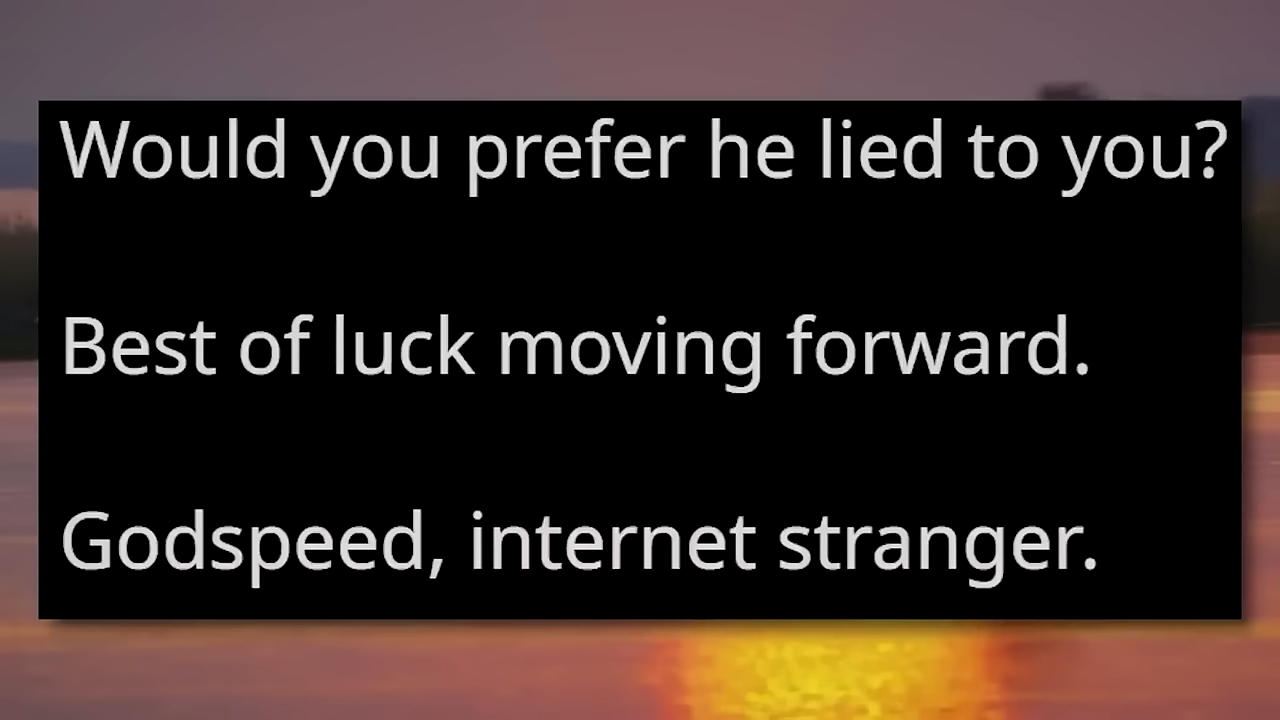 Would you prefer he lied to you?
Best of luck moving forward.
Godspeed, internet stranger.